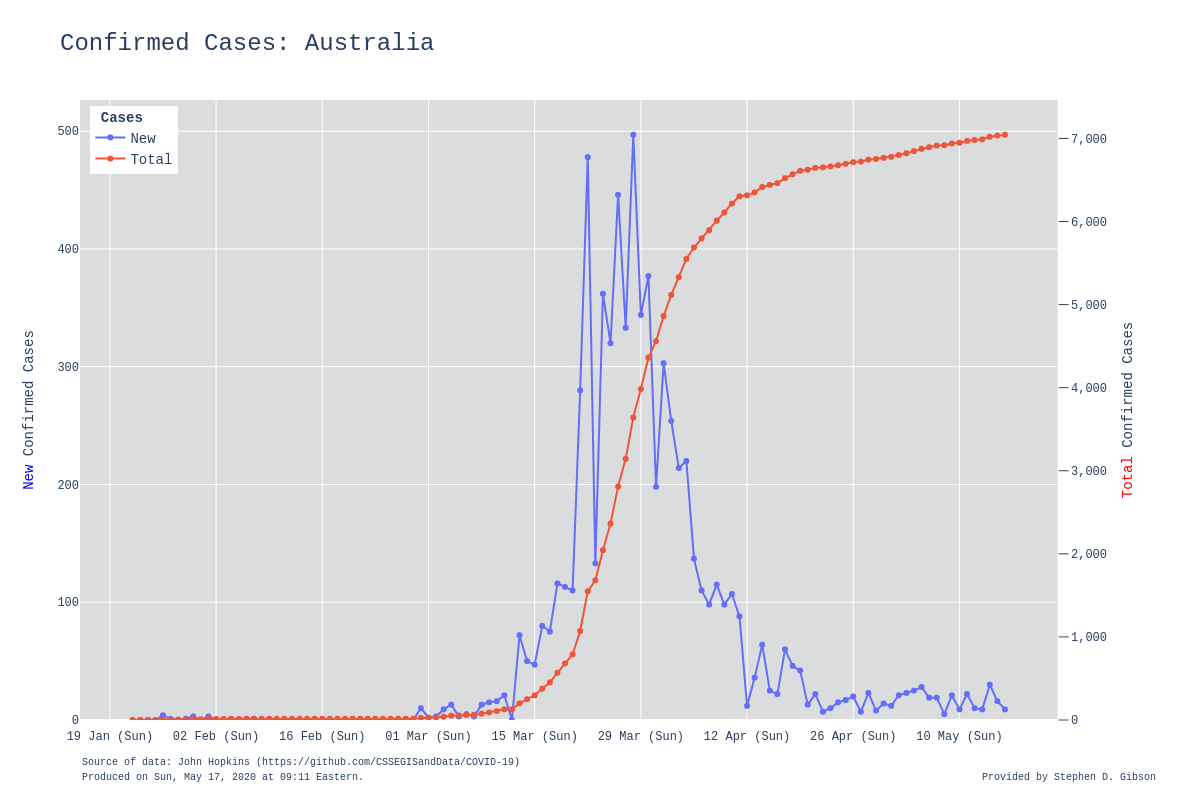 Confirmed Cases: Australia
Cases
New
Total
500
400
300
200
100
0
7,000
6,000
5,000
4,000
3,000
2,000
1,000
0
New Confirmed Cases
Total Confirmed Cases
19 Jan (Sun) 02 Feb (Sun) 16 Feb (Sun) 01 Mar (Sun) 15 Mar (Sun) 29 Mar (Sun) 12 Apr (Sun) 26 Apr (Sun) 10 May (Sun)
Source of data: John Hopkins (https://github.com/CSSEGISandData/COVID-19)
Produced on Sun, May 17, 2020 at 09:11 Eastern.
Provided by Stephen D. Gibson